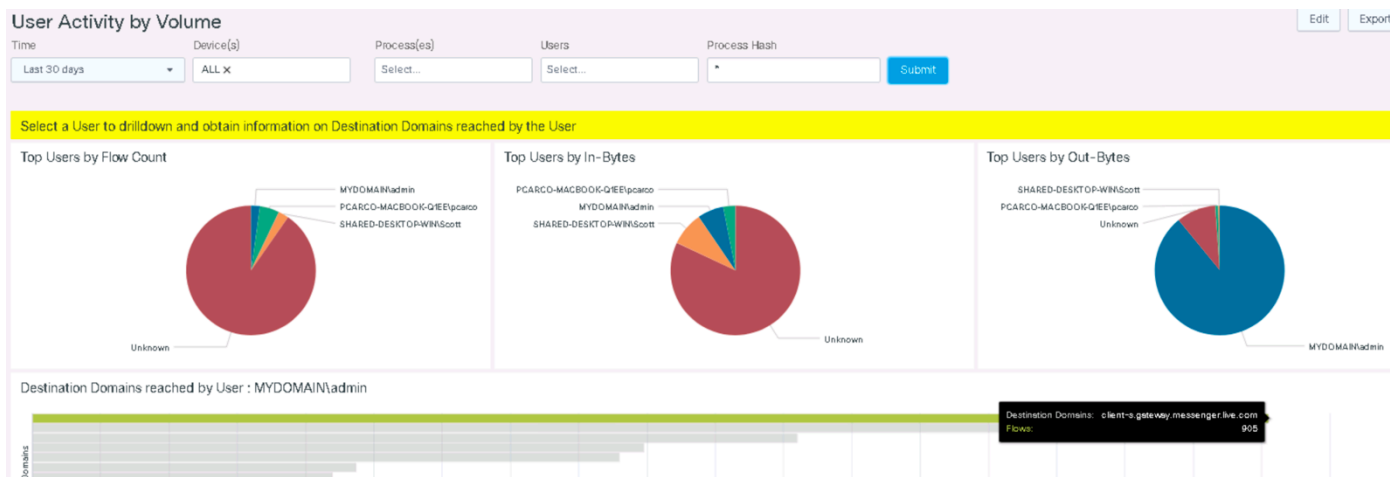 User Activity by Volume
Edit
Export
Time
Device(s)
Process(es)
Users
Process Hash
Last 30 days
ALL ×
Select...
Select...
*
Submit
Select a User to drilldown and obtain information on Destination Domains reached by the User
Top Users by Flow Count
MYDOMAIN\admin
PCARCO-MACBOOK-Q1EE\pcarco
SHARED-DESKTOP-WIN\Scott
Unknown
Top Users by In-Bytes
PCARCO-MACBOOK-Q1EE\pcarco
MYDOMAIN\admin
SHARED-DESKTOP-WIN\Scott
Unknown
Top Users by Out-Bytes
SHARED-DESKTOP-WIN\Scott
PCARCO-MACBOOK-Q1EE\pcarco
Unknown
MYDOMAIN\admin
Destination Domains reached by User : MYDOMAIN\admin
Destination Domains: client-s.gateway.messenger.live.com
Flows: 905